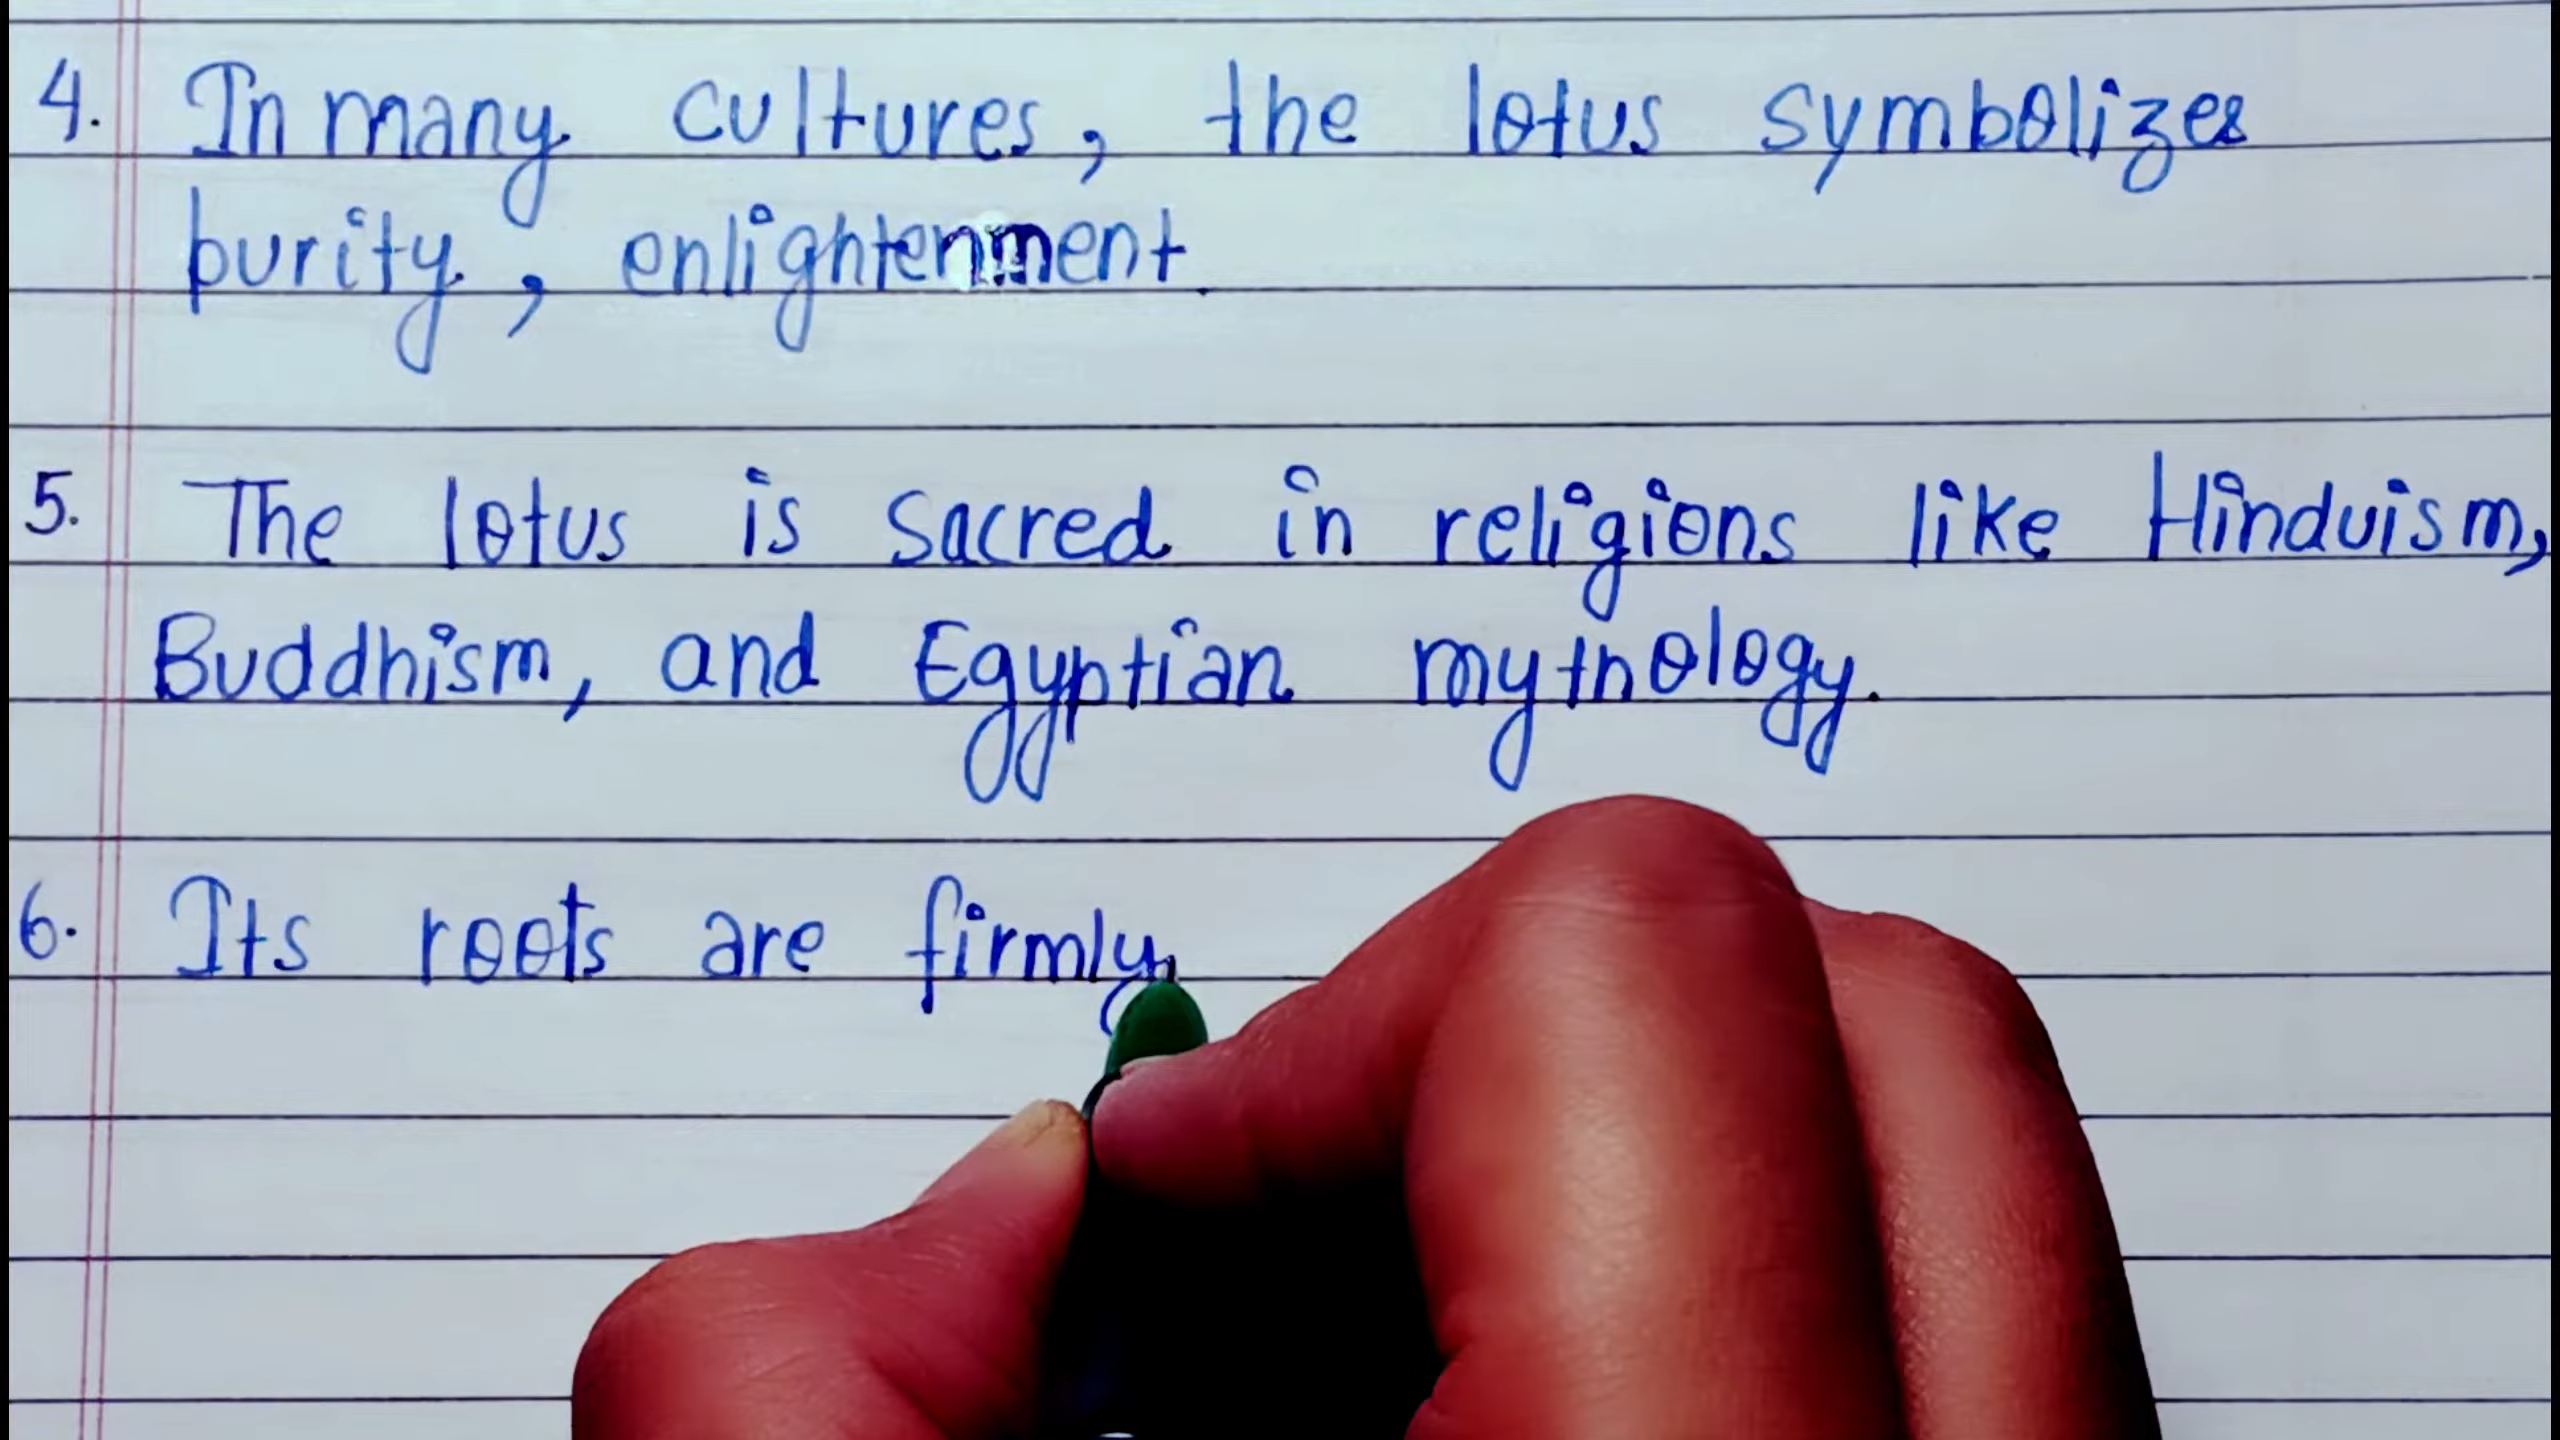 4. In many cultures, the lotus symbolizes
purity, enlightenment.
5. The lotus is sacred in religions like Hinduism,
Buddhism, and Egyptian mythology.
6. Its roots are firmly